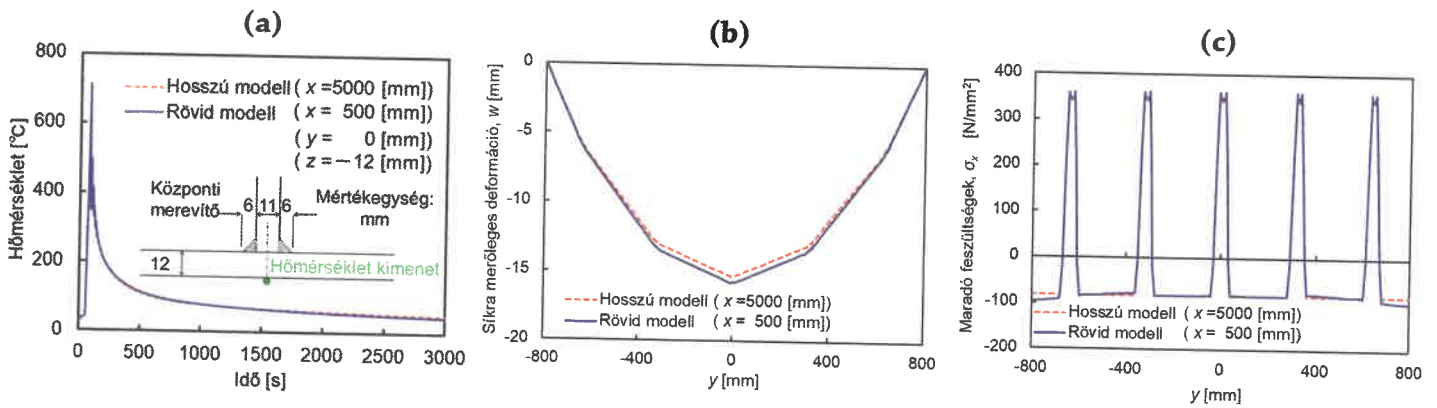 (a)
800
600
400
200
0
Hőmérséklet [°C]
Hosszú modell ( x =5000 [mm])
Rövid modell ( x = 500 [mm])
( y = 0 [mm])
( z = −12 [mm])
Központi
merevítő
6 11 6
Mértékegység:
mm
12
Hőmérséklet kimenet
0 500 1000 1500 2000 2500 3000
Idő [s]
(b)
0
-5
-10
-15
-20
Síkra merőleges deformáció, w [mm]
Hosszú modell ( x =5000 [mm])
Rövid modell ( x = 500 [mm])
-800 -400 0 400 800
y [mm]
(c)
400
300
200
100
0
-100
-200
Maradó feszültségek, σx [N/mm²]
Hosszú modell ( x =5000 [mm])
Rövid modell ( x = 500 [mm])
-800 -400 0 400 800
y [mm]